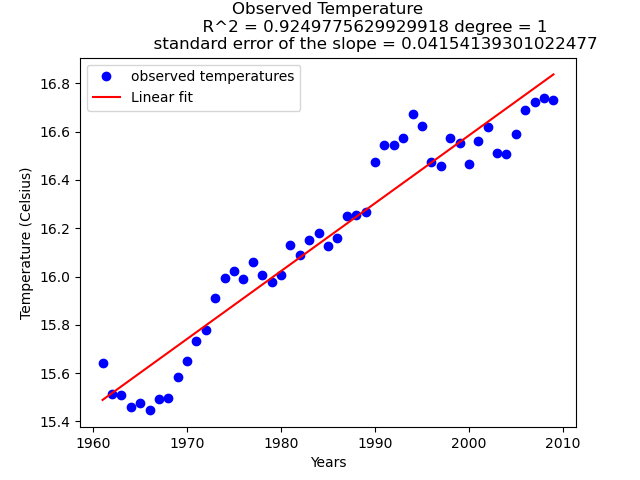 Observed Temperature
R^2 = 0.9249775629929918 degree = 1
standard error of the slope = 0.04154139301022477
observed temperatures
Linear fit
16.8
16.6
16.4
16.2
16.0
15.8
15.6
15.4
Temperature (Celsius)
1960 1970 1980 1990 2000 2010
Years